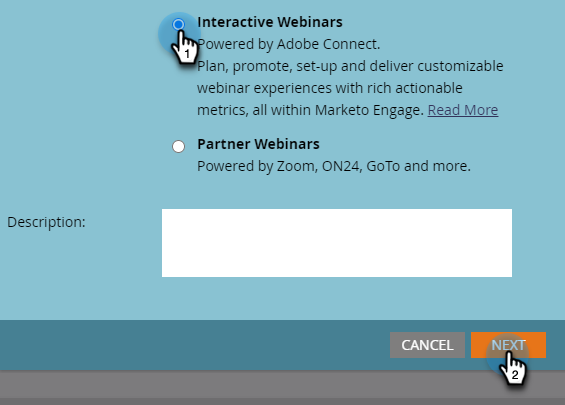 Interactive Webinars
1
Powered by Adobe Connect.
Plan, promote, set-up and deliver customizable
webinar experiences with rich actionable
metrics, all within Marketo Engage. Read More
Partner Webinars
Powered by Zoom, ON24, GoTo and more.
Description:
CANCEL NEXT
2